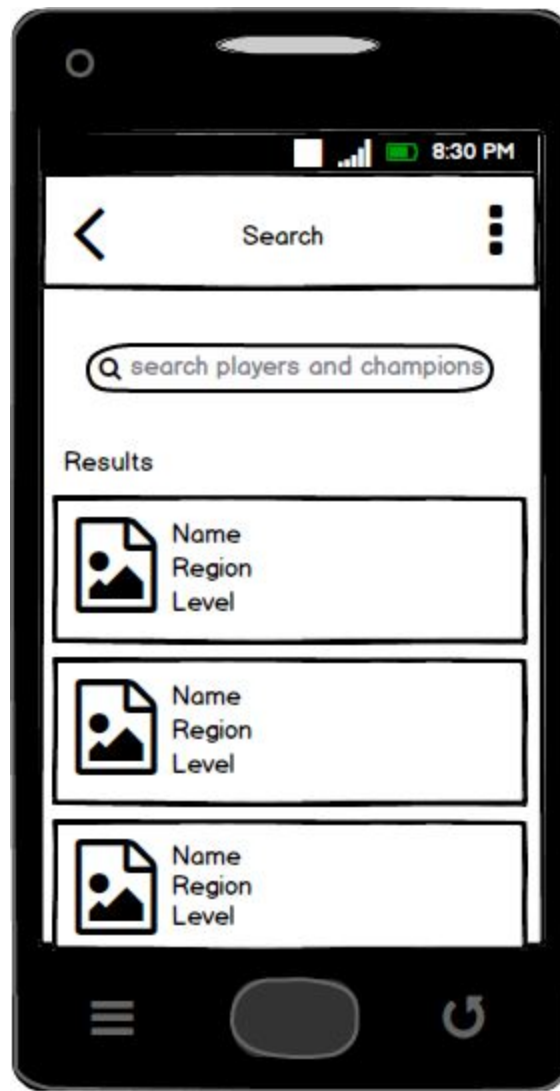 8:30 PM
Search
search players and champions
Results
Name
Region
Level
Name
Region
Level
Name
Region
Level